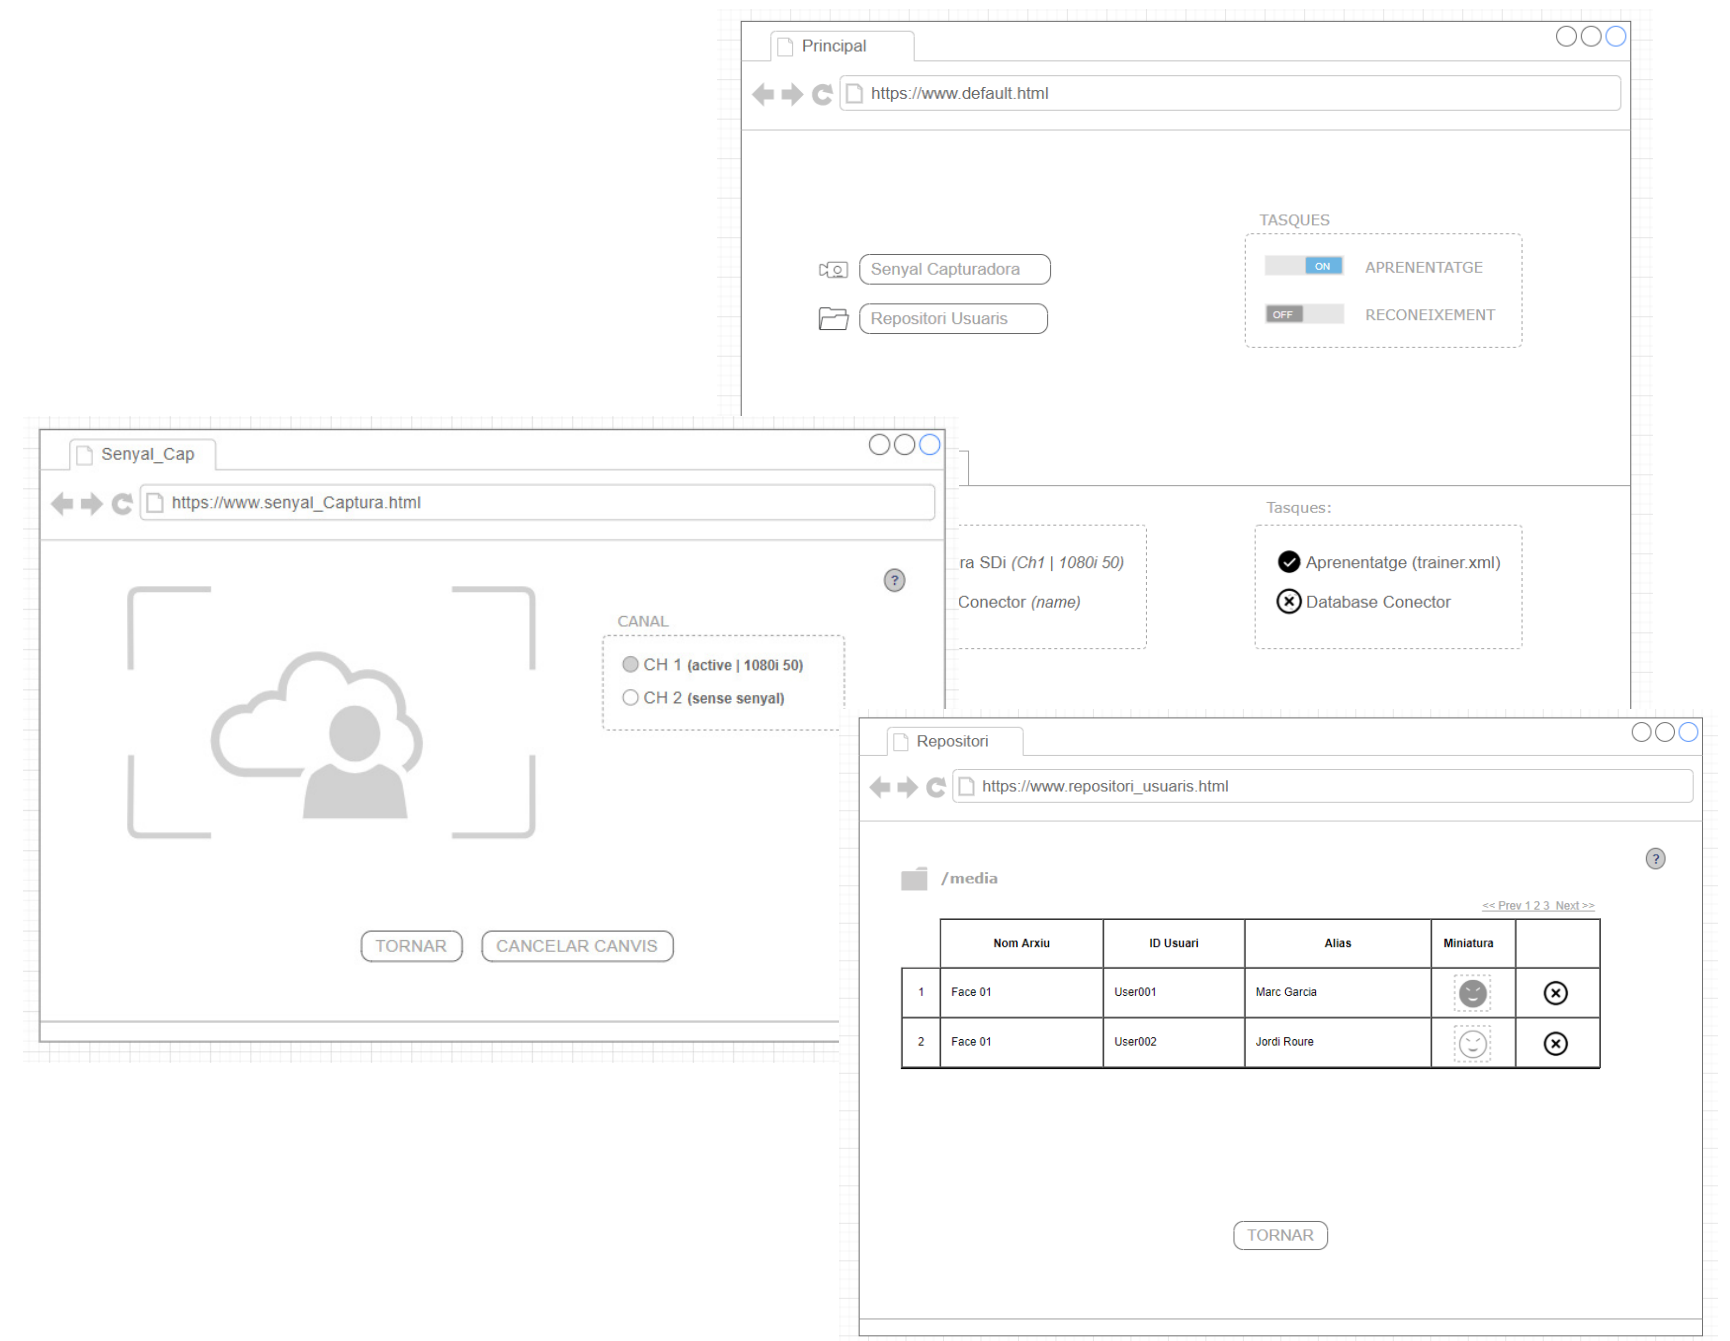 Principal
https://www.default.html
TASQUES
Senyal Capturadora
ON APRENENTATGE
Repositori Usuaris
OFF RECONEIXEMENT
Tasques:
ra SDi (Ch1 | 1080i 50)
Conector (name)
Aprenentatge (trainer.xml)
Database Conector
Senyal_Cap
https://www.senyal_Captura.html
?
CANAL
CH 1 (active | 1080i 50)
CH 2 (sense senyal)
TORNAR
CANCELAR CANVIS
Repositori
https://www.repositori_usuaris.html
?
/media
<< Prev 1 2 3 Next >>
Nom Arxiu ID Usuari Alias Miniatura
1 Face 01 User001 Marc Garcia
2 Face 01 User002 Jordi Roure
TORNAR